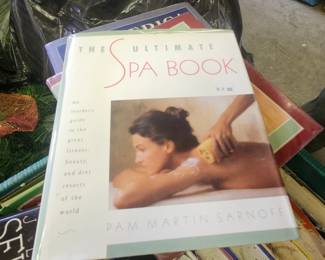 THE ULTIMATE
SPA BOOK
An insider's
guide to the
great fitness,
beauty,
and diet
resorts
of the
world
PAM MARTIN SARNOFF